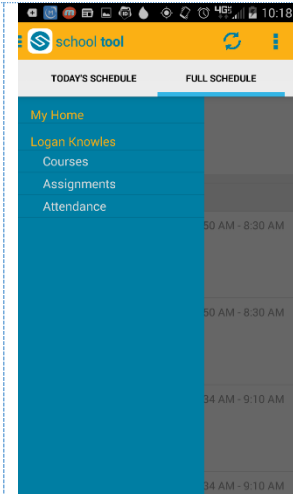 4G 10:18
school tool
TODAY'S SCHEDULE FULL SCHEDULE
My Home
Logan Knowles
Courses
Assignments
Attendance
50 AM - 8:30 AM
50 AM - 8:30 AM
34 AM - 9:10 AM
34 AM - 9:10 AM